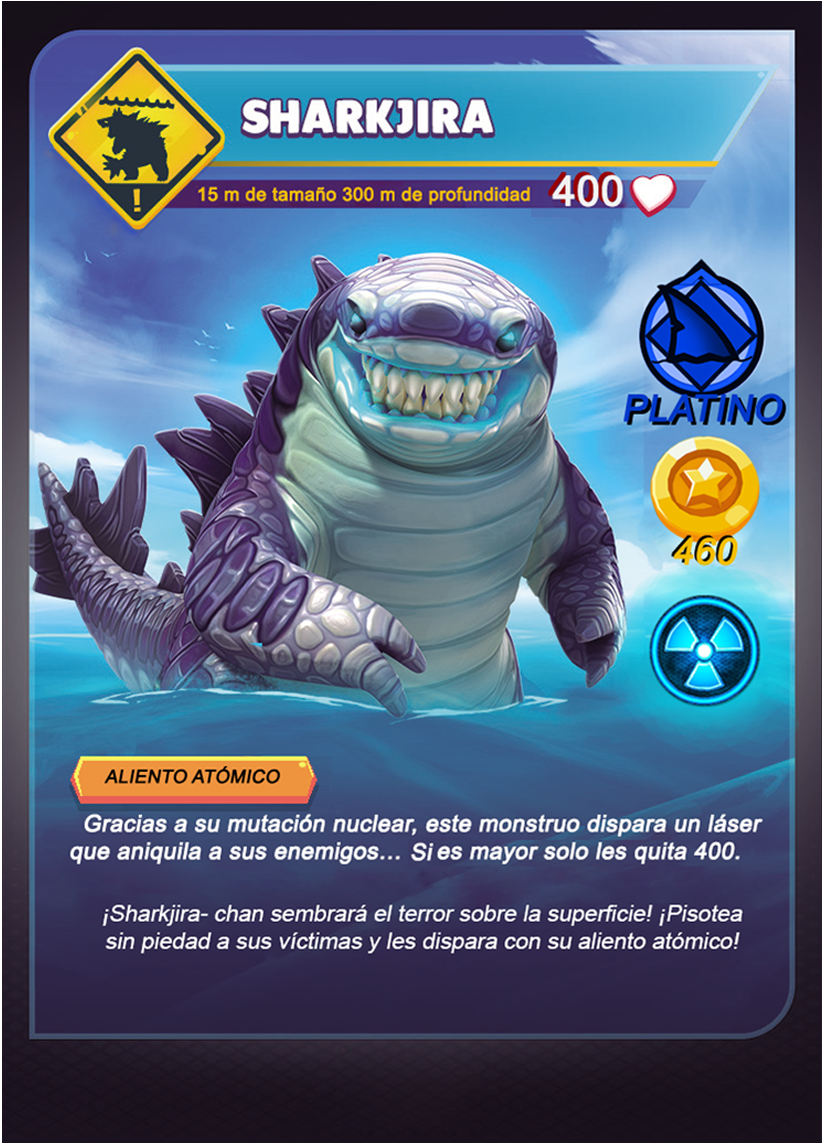 SHARKJIRA
15 m de tamaño 300 m de profundidad 400
!
PLATINO
460
ALIENTO ATÓMICO
Gracias a su mutación nuclear, este monstruo dispara un láser
que aniquila a sus enemigos... Si es mayor solo les quita 400.
¡Sharkjira- chan sembrará el terror sobre la superficie! ¡Pisotea
sin piedad a sus víctimas y les dispara con su aliento atómico!